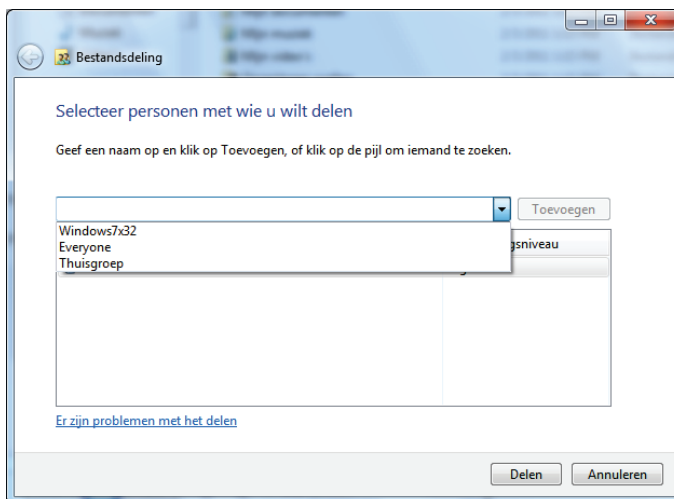 Bestandsdeling
Selecteer personen met wie u wilt delen
Geef een naam op en klik op Toevoegen, of klik op de pijl om iemand te zoeken.
Toevoegen
Windows7x32
Everyone
Thuisgroep
gsniveau
Er zijn problemen met het delen
Delen
Annuleren